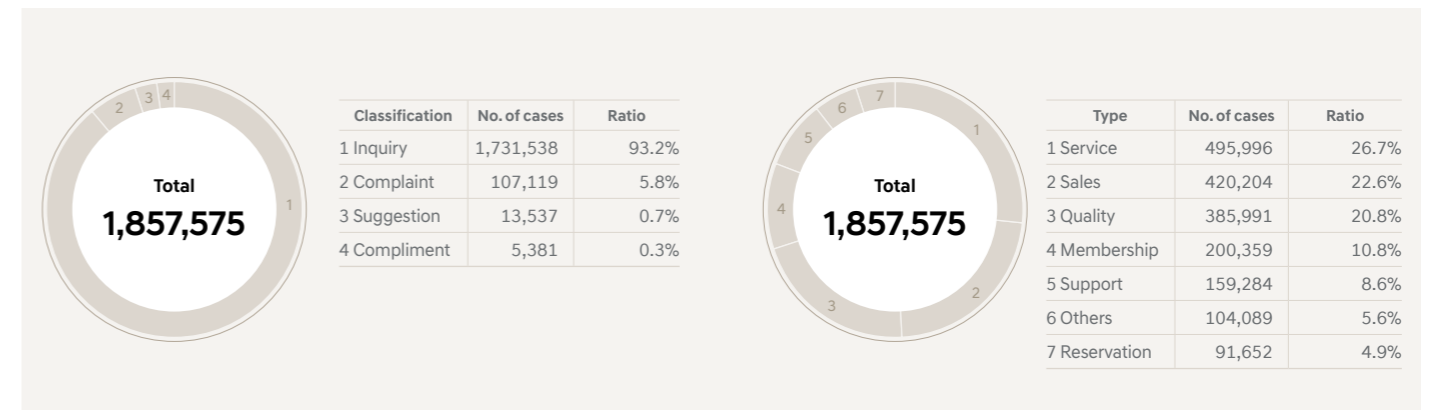 2
3
4
1
Total
1,857,575
Classification No. of cases Ratio
1 Inquiry 1,731,538 93.2%
2 Complaint 107,119 5.8%
3 Suggestion 13,537 0.7%
4 Compliment 5,381 0.3%
7
6
1
5
4
Total
1,857,575
2
3
Type No. of cases Ratio
1 Service 495,996 26.7%
2 Sales 420,204 22.6%
3 Quality 385,991 20.8%
4 Membership 200,359 10.8%
5 Support 159,284 8.6%
6 Others 104,089 5.6%
7 Reservation 91,652 4.9%